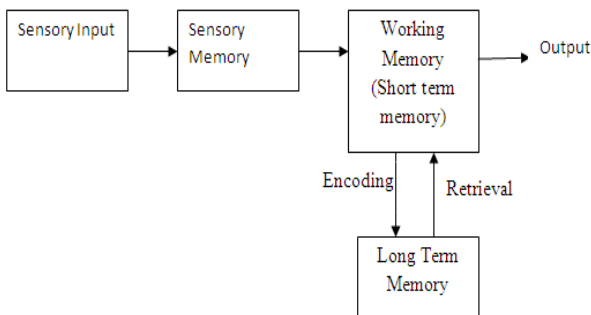 Sensory Input
Sensory
Memory
Working
Memory
(Short term
memory)
Output
Encoding
Retrieval
Long Term
Memory